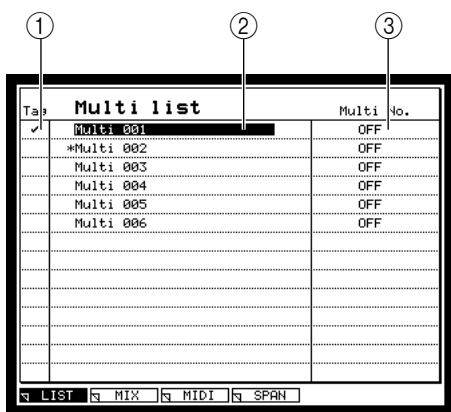 ① ② ③
Tag Multi list Multi No.
✓ Multi 001 OFF
*Multi 002 OFF
Multi 003 OFF
Multi 004 OFF
Multi 005 OFF
Multi 006 OFF
LIST MIX MIDI SPAN